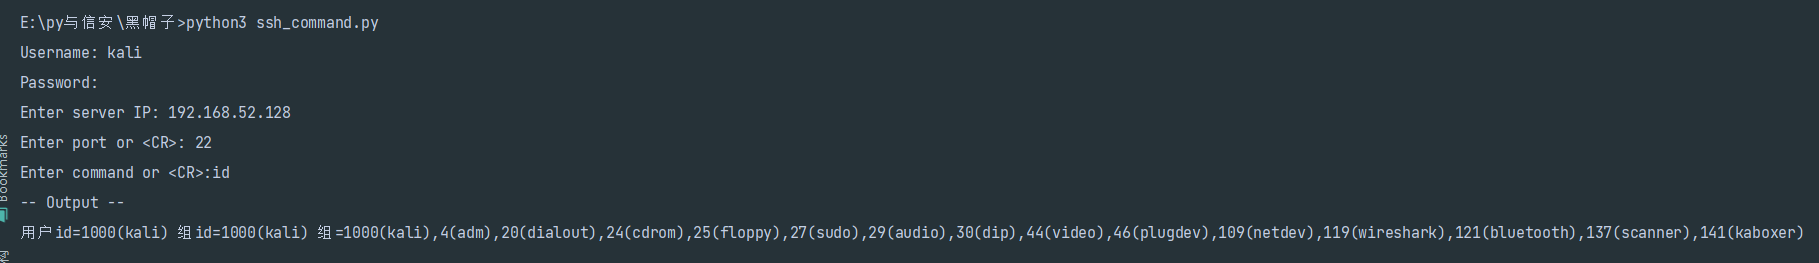 E:\py与信安\黑帽子>python3 ssh_command.py
Username: kali
Password:
Enter server IP: 192.168.52.128
Enter port or <CR>: 22
Enter command or <CR>:id
-- Output --
用户id=1000(kali) 组id=1000(kali) 组=1000(kali),4(adm),20(dialout),24(cdrom),25(floppy),27(sudo),29(audio),30(dip),44(video),46(plugdev),109(netdev),119(wireshark),121(bluetooth),137(scanner),141(kaboxer)
Bookmarks